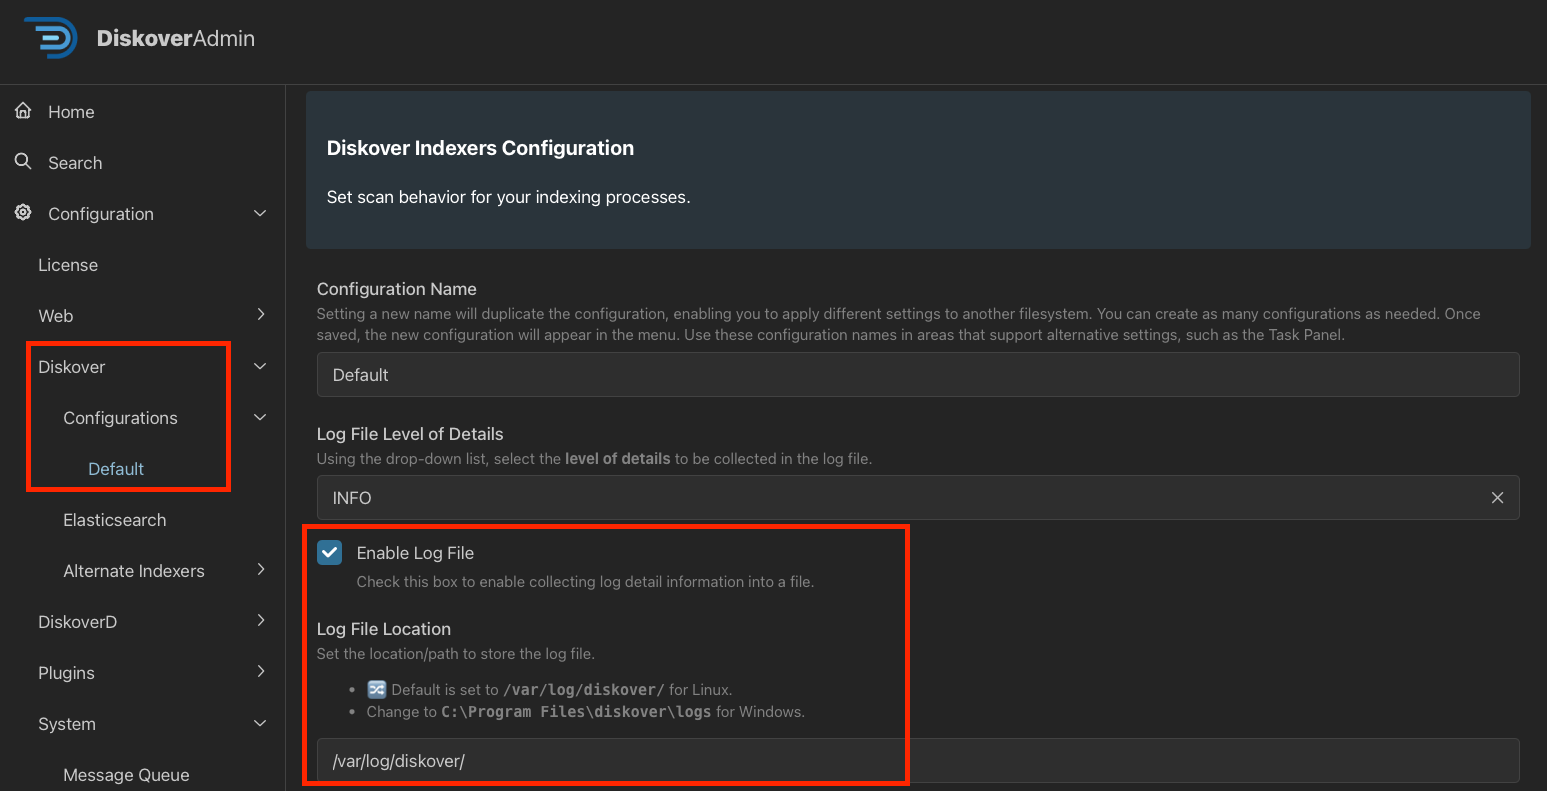 DiskoverAdmin
Home
Search
Configuration
License
Web
Diskover
Configurations
Default
Elasticsearch
Alternate Indexers
DiskoverD
Plugins
System
Message Queue
Diskover Indexers Configuration
Set scan behavior for your indexing processes.
Configuration Name
Setting a new name will duplicate the configuration, enabling you to apply different settings to another filesystem. You can create as many configurations as needed. Once
saved, the new configuration will appear in the menu. Use these configuration names in areas that support alternative settings, such as the Task Panel.
Default
Log File Level of Details
Using the drop-down list, select the level of details to be collected in the log file.
INFO
Enable Log File
Check this box to enable collecting log detail information into a file.
Log File Location
Set the location/path to store the log file.
• 🔀 Default is set to /var/log/diskover/ for Linux.
• Change to C:\Program Files\diskover\logs for Windows.
/var/log/diskover/